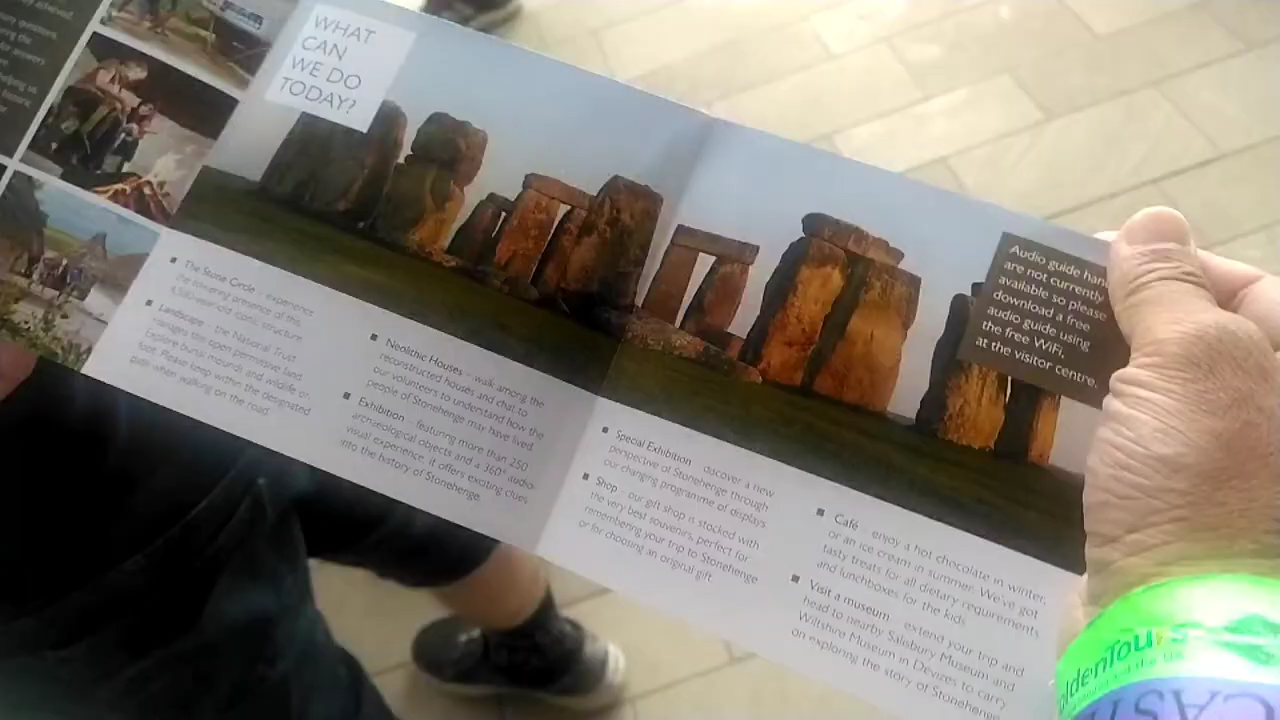 WHAT
CAN
WE DO
TODAY?
Audio guide han
are not currently
available so please
download a free
audio guide using
the free WiFi,
at the visitor centre.
The Stone Circle – experience
the towering presence of this
4,500-year-old iconic structure.
Landscape – the National Trust
manages this open permissive land.
Explore burial mounds and wildlife on
foot. Please keep within the designated
path when walking on the road.
Neolithic Houses – walk among the
reconstructed houses and chat to
our volunteers to understand how the
people of Stonehenge may have lived.
Exhibition – featuring more than 250
archaeological objects and a 360° audio-
visual experience, it offers exciting clues
into the history of Stonehenge.
Special Exhibition – discover a new
perspective of Stonehenge through
our changing programme of displays
Shop – our gift shop is stocked with
the very best souvenirs, perfect for
remembering your trip to Stonehenge
or for choosing an original gift.
Café – enjoy a hot chocolate in winter,
or an ice cream in summer. We've got
tasty treats for all dietary requirements
and lunchboxes for the kids
Visit a museum – extend your trip and
head to nearby Salisbury Museum and
Wiltshire Museum in Devizes to carry
on exploring the story of Stonehenge
questions
answers
helping us
ldenTou
CASTL